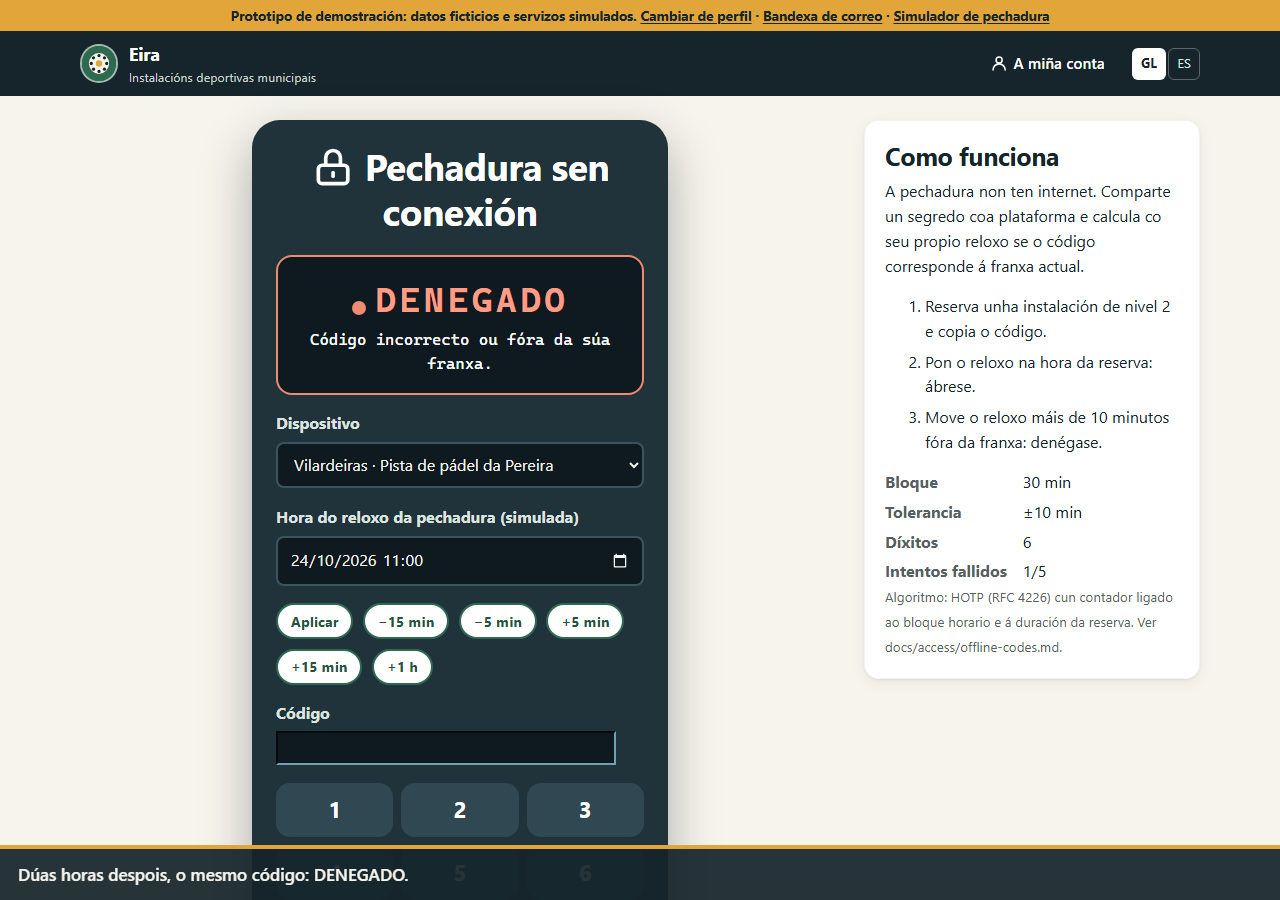 Prototipo de demostración: datos ficticios e servizos simulados. Cambiar de perfil · Bandexa de correo · Simulador de pechadura
Eira
Instalacións deportivas municipais
A miña conta
GL
ES
Pechadura sen
conexión
DENEGADO
Código incorrecto ou fóra da súa
franxa.
Dispositivo
Vilardeiras · Pista de pádel da Pereira
Hora do reloxo da pechadura (simulada)
24/10/2026 11:00
Aplicar
−15 min
−5 min
+5 min
+15 min
+1 h
Código
1
2
3
5
6
Como funciona
A pechadura non ten internet. Comparte
un segredo coa plataforma e calcula co
seu propio reloxo se o código
corresponde á franxa actual.
1. Reserva unha instalación de nivel 2
e copia o código.
2. Pon o reloxo na hora da reserva:
ábrese.
3. Move o reloxo máis de 10 minutos
fóra da franxa: denégase.
Bloque 30 min
Tolerancia ±10 min
Díxitos 6
Intentos fallidos 1/5
Algoritmo: HOTP (RFC 4226) cun contador ligado
ao bloque horario e á duración da reserva. Ver
docs/access/offline-codes.md.
Dúas horas despois, o mesmo código: DENEGADO.